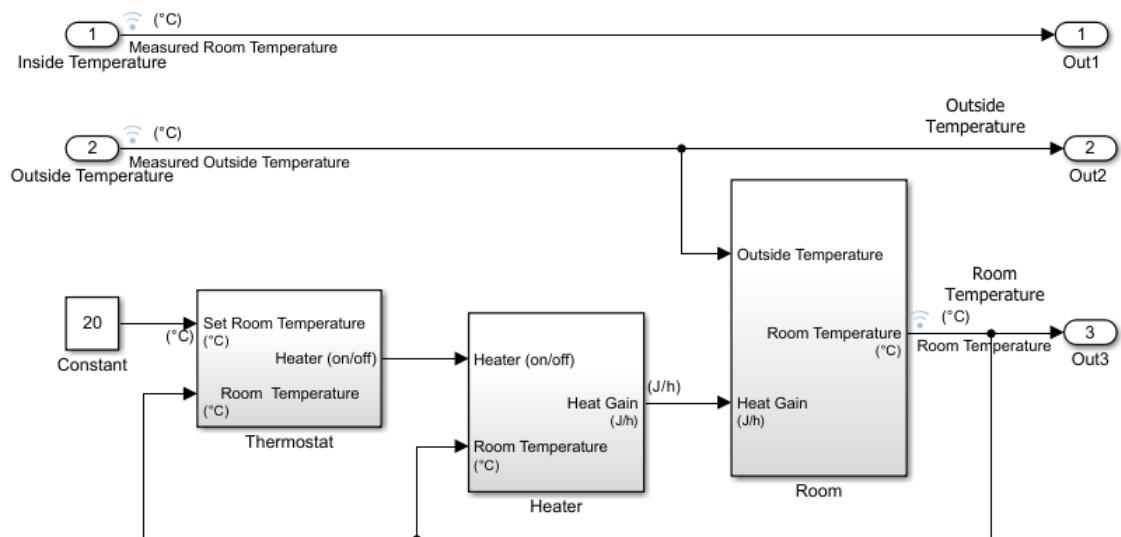 1
(°C)
Measured Room Temperature
Inside Temperature
1
Out1
2
(°C)
Measured Outside Temperature
Outside Temperature
Outside
Temperature
2
Out2
20
Constant
(°C)
Set Room Temperature
(°C)
Heater (on/off)
Room Temperature
(°C)
Thermostat
Heater (on/off)
Heat Gain
(J/h)
Room Temperature
(°C)
Heater
(J/h)
Outside Temperature
Room Temperature
(°C)
Heat Gain
(J/h)
Room
Room
Temperature
(°C)
Room Temperature
3
Out3